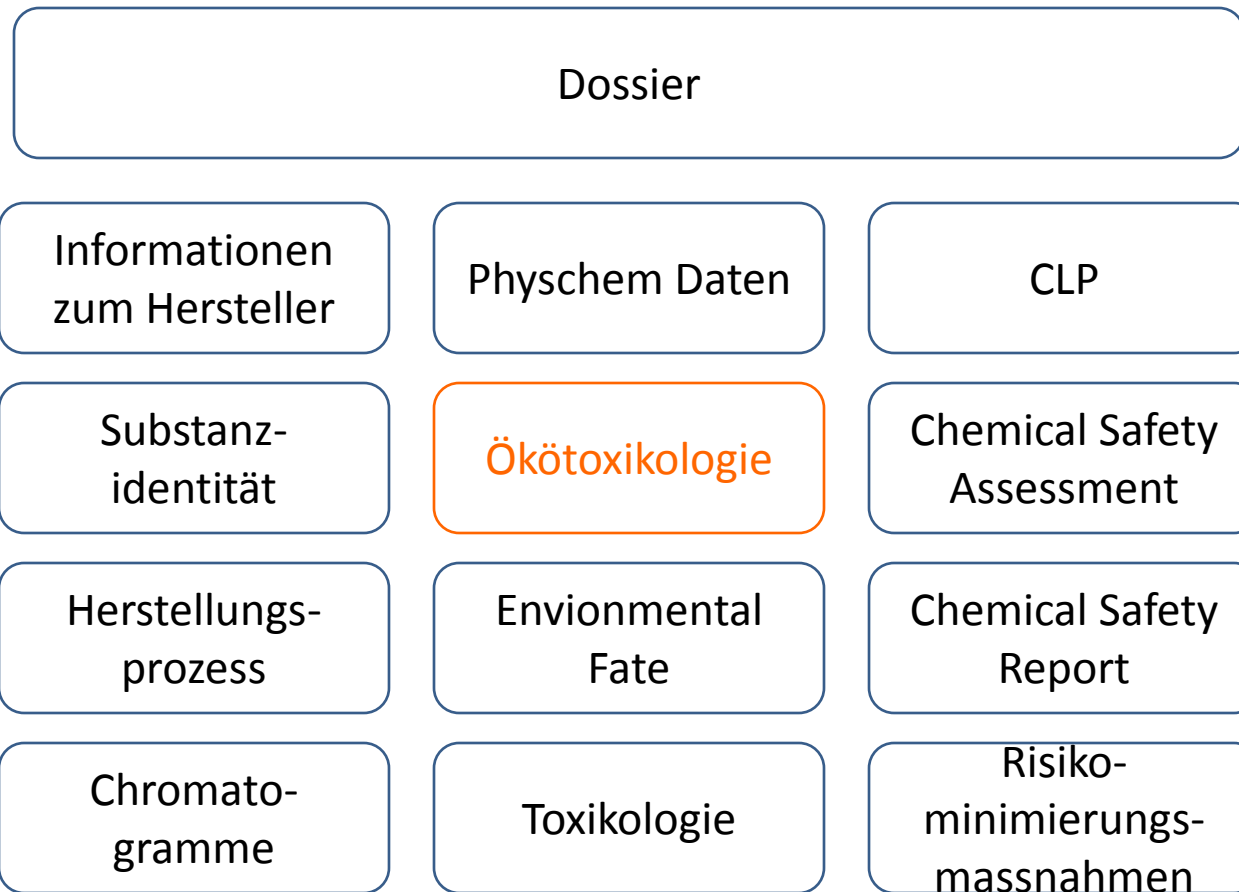 Dossier
Informationen
zum Hersteller
Physchem Daten
CLP
Substanz-
identität
Ökötoxikologie
Chemical Safety
Assessment
Herstellungs-
prozess
Envionmental
Fate
Chemical Safety
Report
Chromato-
gramme
Toxikologie
Risiko-
minimierungs-
massnahmen